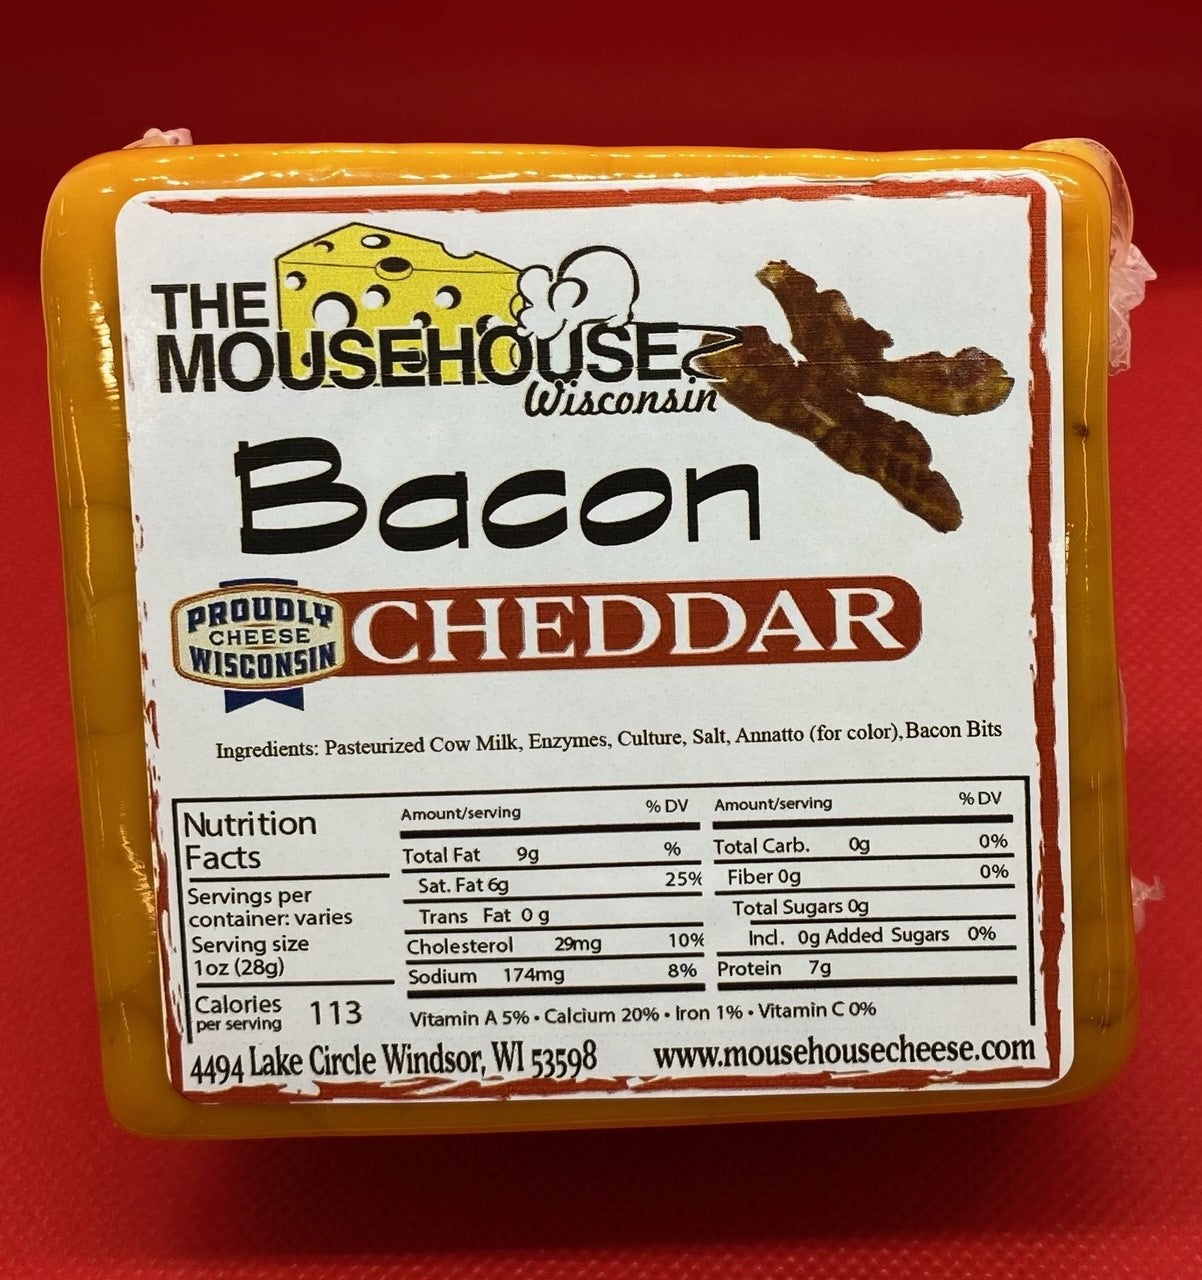 THE
MOUSEHOUSE
Wisconsin
Bacon
PROUDLY
CHEESE
WISCONSIN
CHEDDAR
Ingredients: Pasteurized Cow Milk, Enzymes, Culture, Salt, Annatto (for color), Bacon Bits
Nutrition
Facts
Servings per
container: varies
Serving size
1oz (28g)
Calories 113
per serving
Amount/serving % DV
Total Fat 9g %
Sat. Fat 6g 25%
Trans Fat 0 g
Cholesterol 29mg 10%
Sodium 174mg 8%
Amount/serving % DV
Total Carb. 0g 0%
Fiber 0g 0%
Total Sugars 0g
Incl. 0g Added Sugars 0%
Protein 7g
Vitamin A 5% • Calcium 20% • Iron 1% • Vitamin C 0%
4494 Lake Circle Windsor, WI 53598 www.mousehousecheese.com